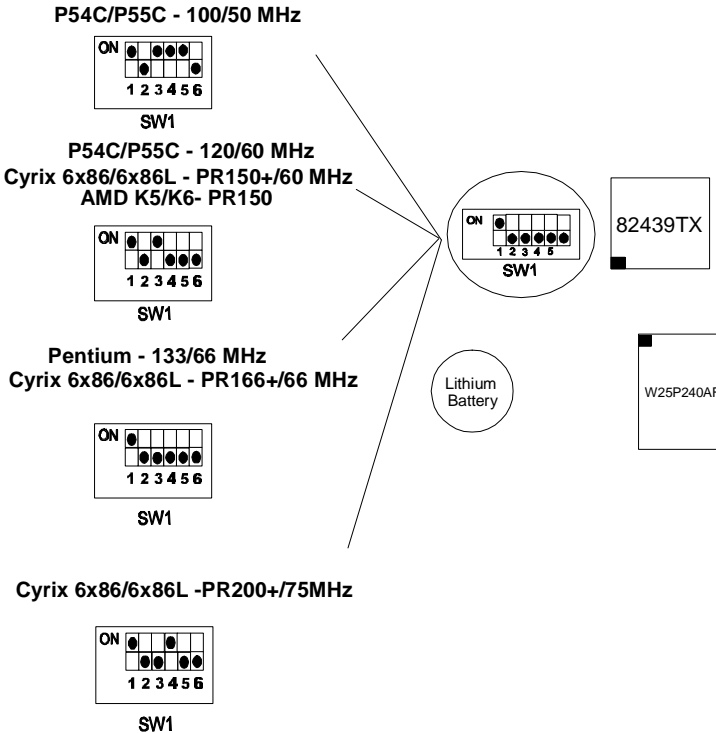 P54C/P55C - 100/50 MHz
ON
1 2 3 4 5 6
SW1
P54C/P55C - 120/60 MHz
Cyrix 6x86/6x86L - PR150+/60 MHz
AMD K5/K6- PR150
ON
1 2 3 4 5 6
SW1
Pentium - 133/66 MHz
Cyrix 6x86/6x86L - PR166+/66 MHz
ON
1 2 3 4 5 6
SW1
Cyrix 6x86/6x86L -PR200+/75MHz
ON
1 2 3 4 5 6
SW1
ON
1 2 3 4 5
SW1
82439TX
Lithium
Battery